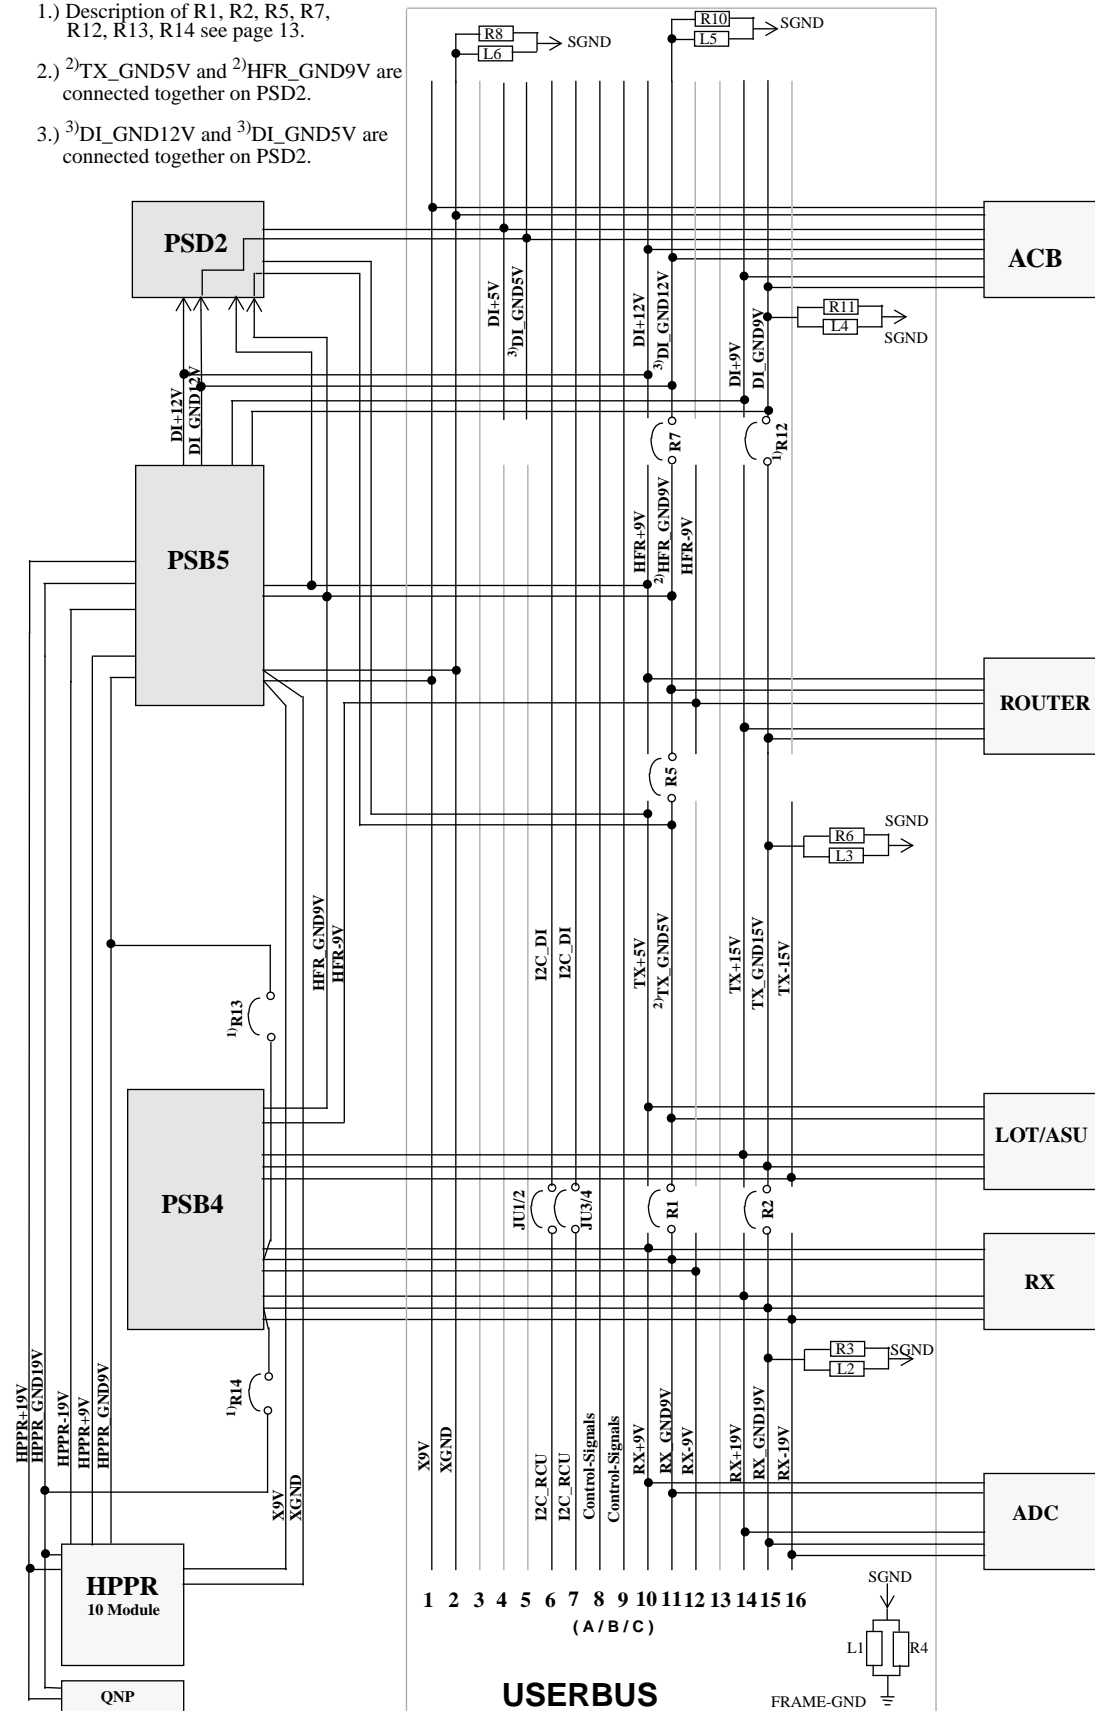 1.) Description of R1, R2, R5, R7,
R12, R13, R14 see page 13.
2.) 2)TX_GND5V and 2)HFR_GND9V are
connected together on PSD2.
3.) 3)DI_GND12V and 3)DI_GND5V are
connected together on PSD2.
R8
L6
SGND
R10
L5
SGND
PSD2
ACB
DI+5V
3)DI_GND5V
DI+12V
3)DI_GND12V
DI+9V
DI_GND9V
R11
L4
SGND
DI+12V
DI_GND12V
R7
1)R12
PSB5
HFR+9V
2)HFR_GND9V
HFR-9V
ROUTER
R5
R6
L3
SGND
HFR_GND9V
HFR-9V
I2C_DI
I2C_DI
TX+5V
2)TX_GND5V
TX+15V
TX_GND15V
TX-15V
1)R13
LOT/ASU
PSB4
JU1/2
JU3/4
R1
R2
RX
R3
L2
SGND
1)R14
HPPR+19V
HPPR_GND19V
HPPR-19V
HPPR+9V
HPPR_GND9V
X9V
XGND
X9V
XGND
I2C_RCU
I2C_RCU
Control-Signals
Control-Signals
RX+9V
RX_GND9V
RX-9V
RX+19V
RX_GND19V
RX-19V
ADC
HPPR
10 Module
1 2 3 4 5 6 7 8 9 10 11 12 13 14 15 16
( A / B / C )
SGND
L1
R4
FRAME-GND
QNP
USERBUS